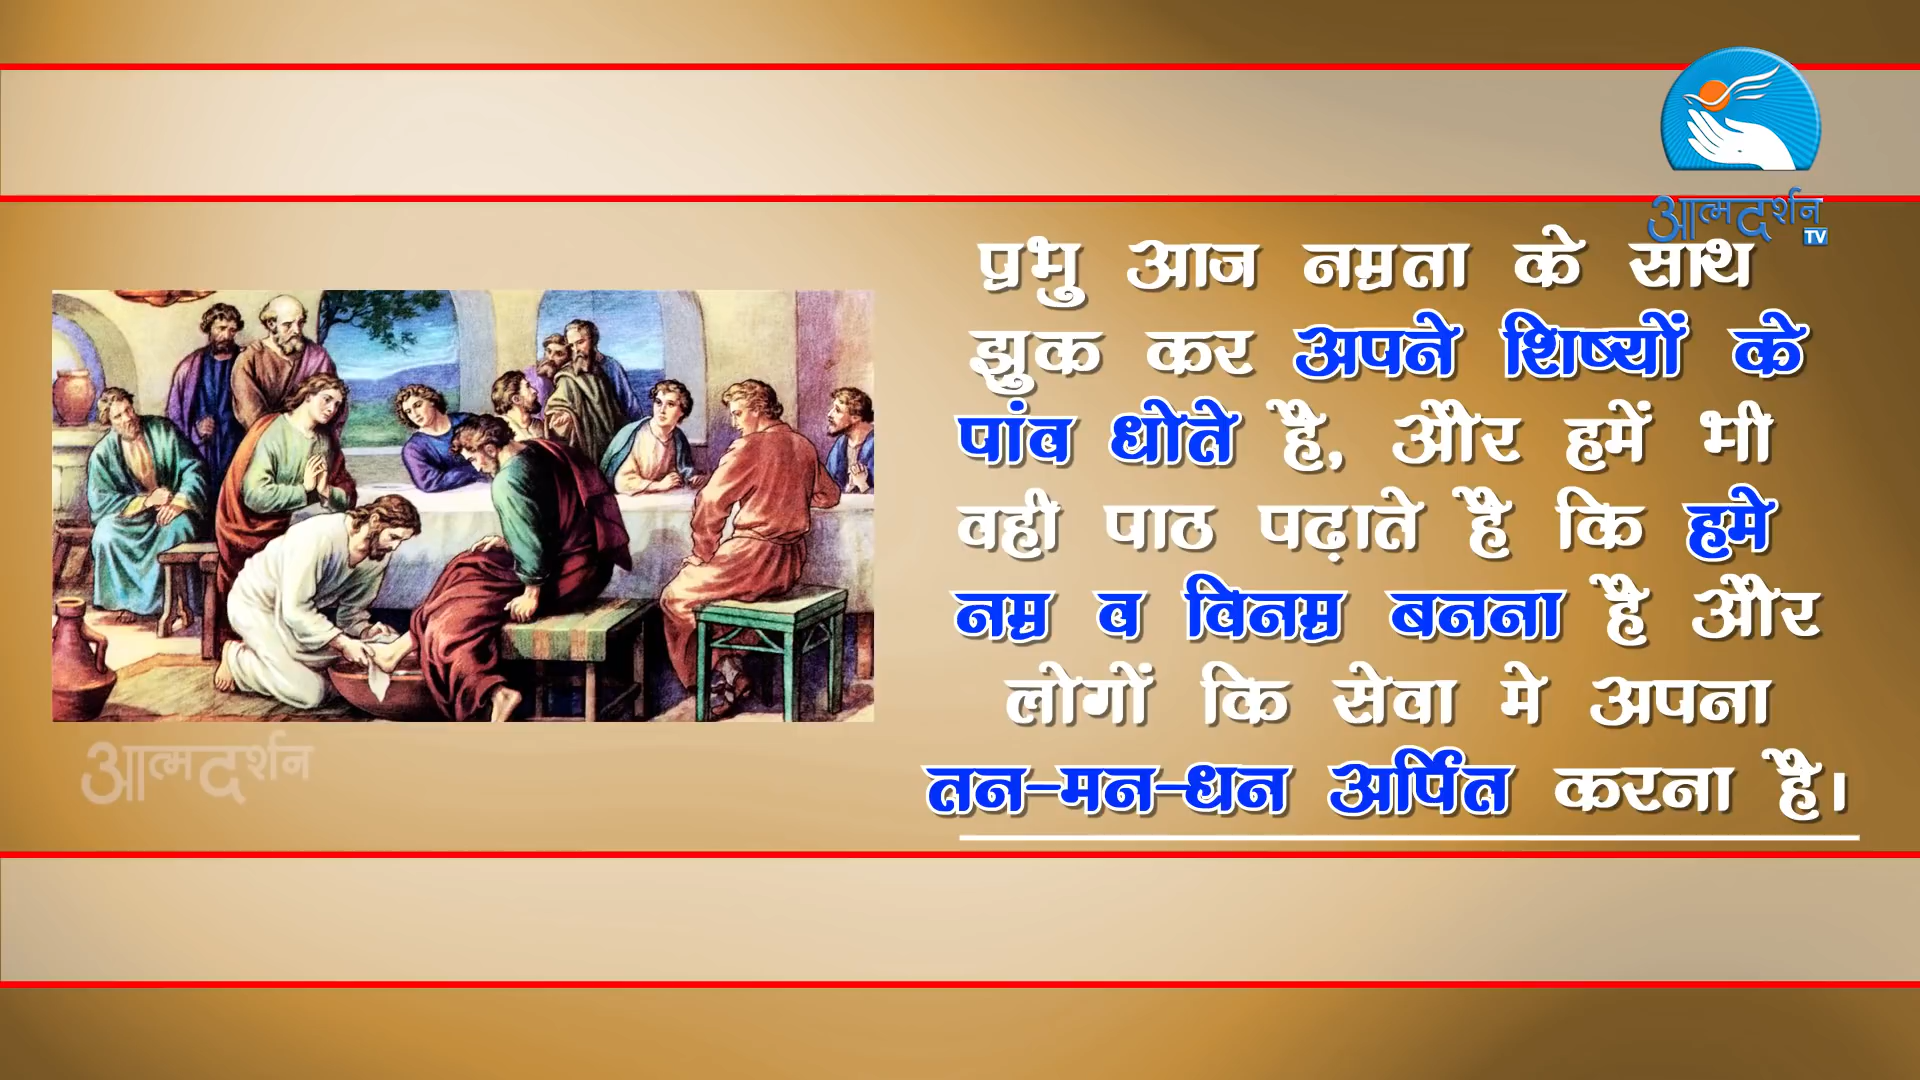 आत्मदर्शन
TV
प्रभु आज नम्रता के साथ
झुक कर अपने शिष्यों के
पांव धोते है, और हमें भी
वही पाठ पढ़ाते है कि हमे
नम्र व विनम्र बनना है और
लोगों कि सेवा मे अपना
तन-मन-धन अर्पित करना है।
आत्मदर्शन